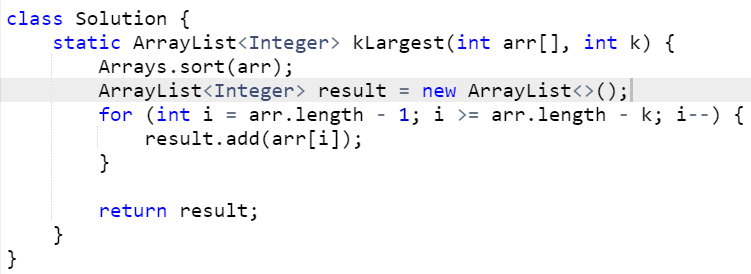 class Solution {
    static ArrayList<Integer> kLargest(int arr[], int k) {
        Arrays.sort(arr);
        ArrayList<Integer> result = new ArrayList<>();
        for (int i = arr.length - 1; i >= arr.length - k; i--) {
            result.add(arr[i]);
        }

        return result;
    }
}